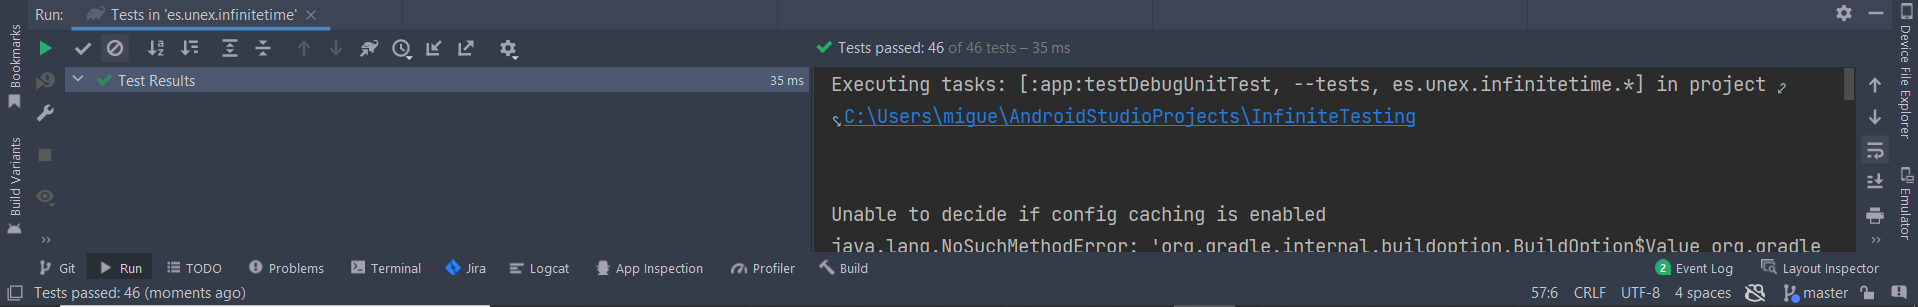 Run: Tests in 'es.unex.infinitetime'
Tests passed: 46 of 46 tests – 35 ms
Test Results 35 ms
Executing tasks: [:app:testDebugUnitTest, --tests, es.unex.infinitetime.*] in project
C:\Users\migue\AndroidStudioProjects\InfiniteTesting
Unable to decide if config caching is enabled
java.lang.NoSuchMethodError: 'org.gradle.internal.buildoption.BuildOption$Value org.gradle
Bookmarks
Build Variants
Device File Explorer
Emulator
Git Run TODO Problems Terminal Jira Logcat App Inspection Profiler Build 2 Event Log Layout Inspector
Tests passed: 46 (moments ago) 57:6 CRLF UTF-8 4 spaces master